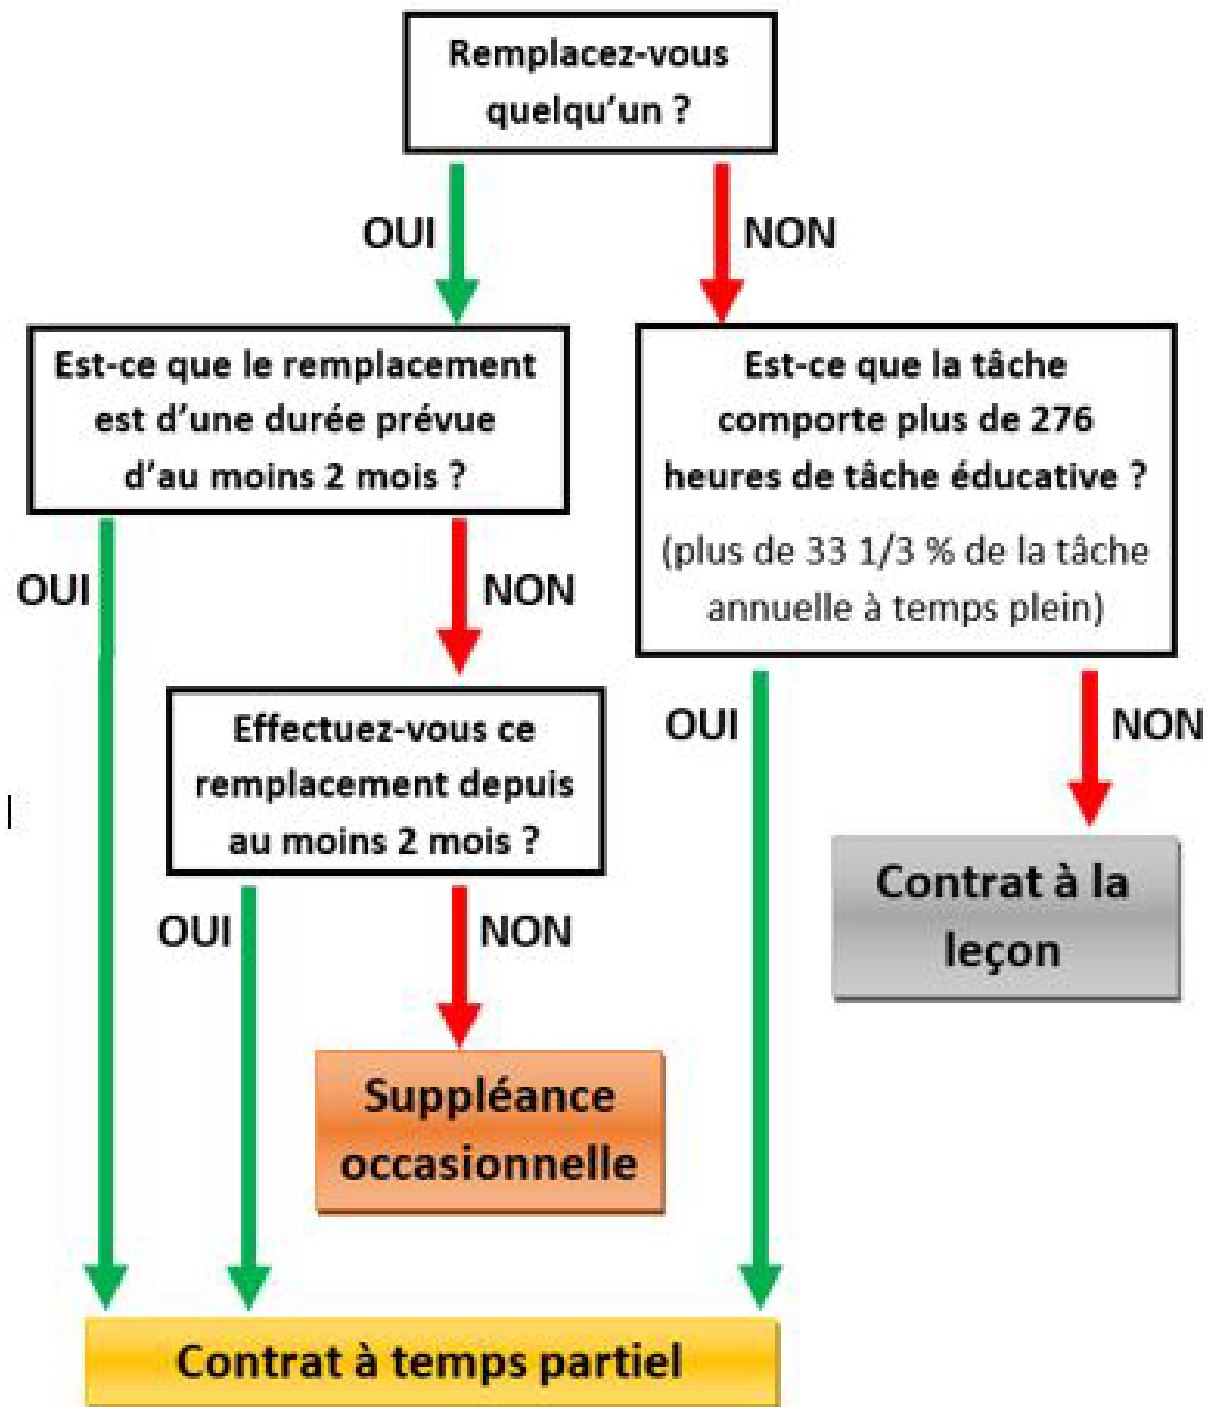 Remplacez-vous
quelqu’un ?
OUI
NON
Est-ce que le remplacement
est d’une durée prévue
d’au moins 2 mois ?
Est-ce que la tâche
comporte plus de 276
heures de tâche éducative ?
(plus de 33 1/3 % de la tâche
annuelle à temps plein)
OUI
NON
Effectuez-vous ce
remplacement depuis
au moins 2 mois ?
OUI
NON
Contrat à la
leçon
OUI
NON
Suppléance
occasionnelle
Contrat à temps partiel